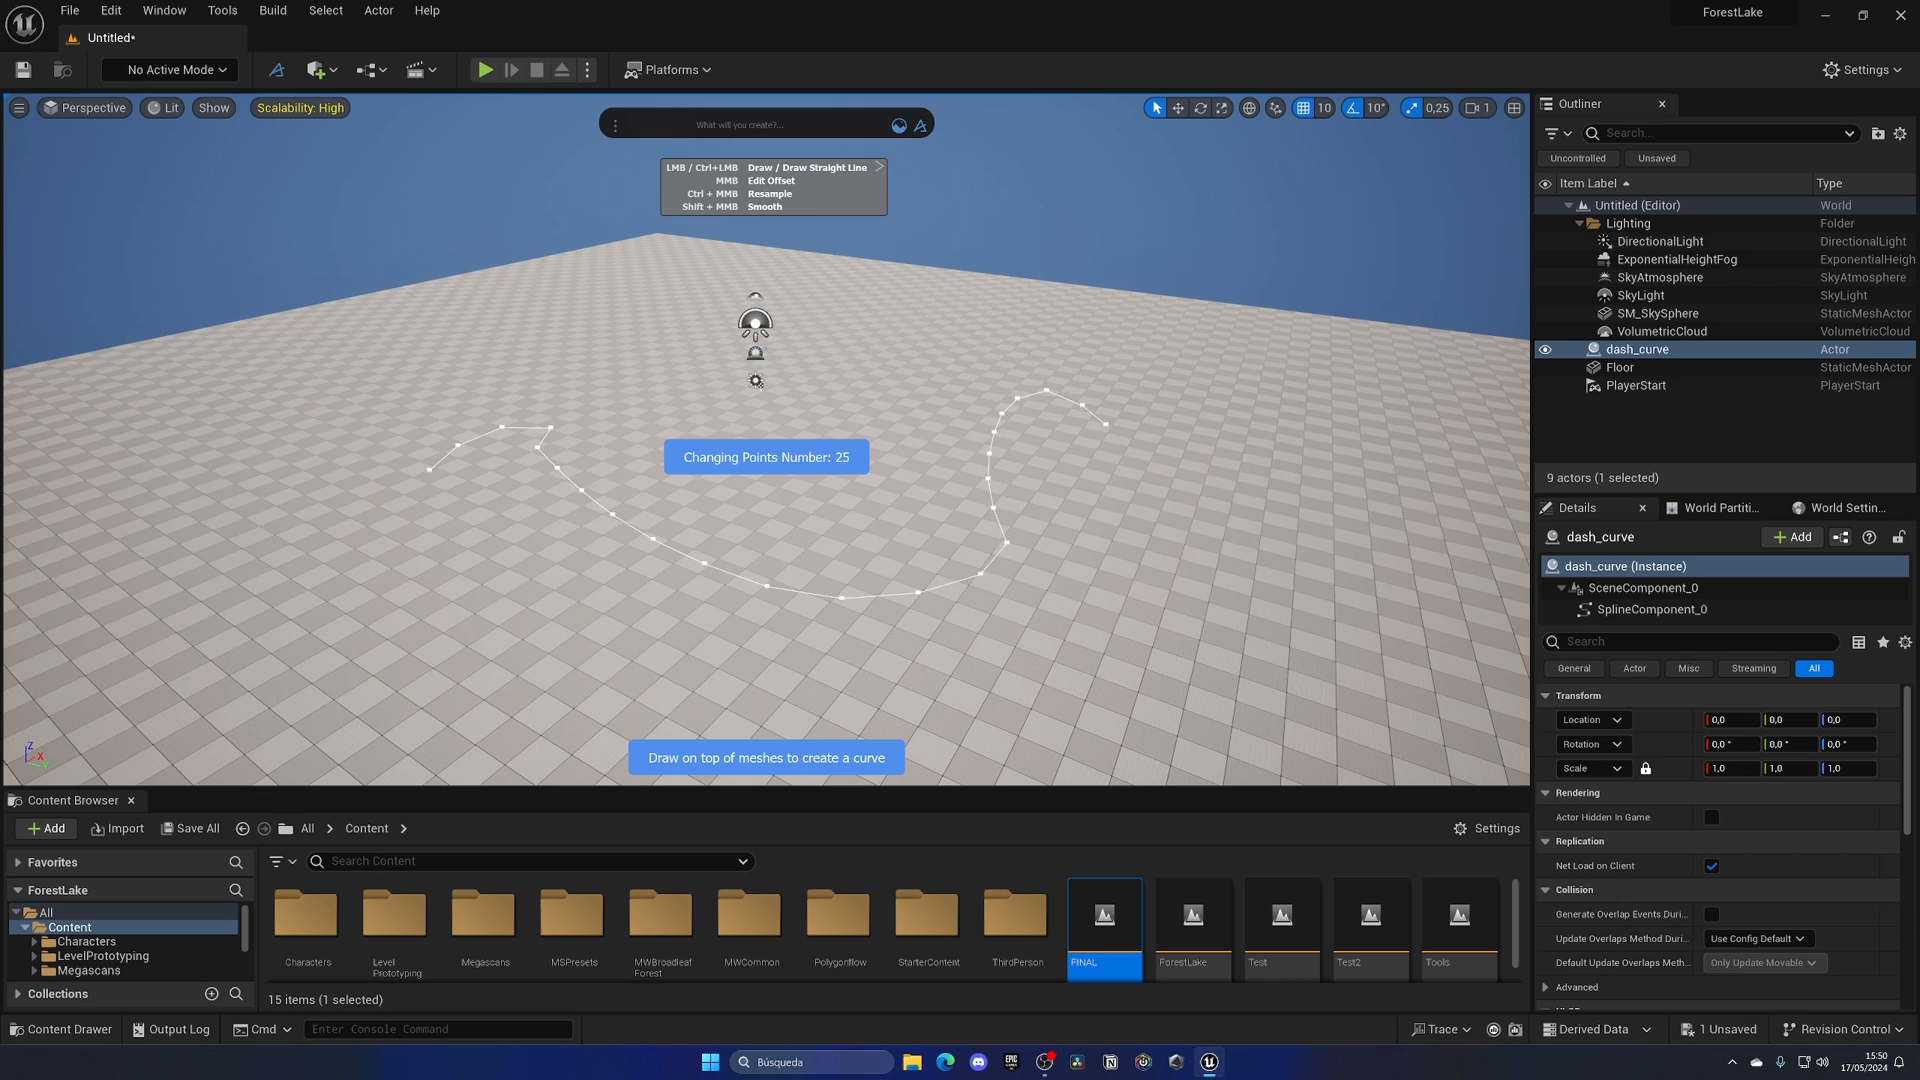 File Edit Window Tools Build Select Actor Help
ForestLake
Untitled*
No Active Mode
Platforms
Settings
Perspective Lit Show Scalability: High
What will you create?...
10 10° 0,25 1
LMB / Ctrl+LMB Draw / Draw Straight Line >
MMB Edit Offset
Ctrl + MMB Resample
Shift + MMB Smooth
Changing Points Number: 25
Draw on top of meshes to create a curve
Z X Y
Outliner
Search...
Uncontrolled Unsaved
Item Label Type
Untitled (Editor) World
Lighting Folder
DirectionalLight DirectionalLight
ExponentialHeightFog ExponentialHeigh
SkyAtmosphere SkyAtmosphere
SkyLight SkyLight
SM_SkySphere StaticMeshActor
VolumetricCloud VolumetricCloud
dash_curve Actor
Floor StaticMeshActor
PlayerStart PlayerStart
9 actors (1 selected)
Details World Partiti... World Settin...
dash_curve
Add
dash_curve (Instance)
SceneComponent_0
SplineComponent_0
Search
General Actor Misc Streaming All
Transform
Location 0,0 0,0 0,0
Rotation 0,0 ° 0,0 ° 0,0 °
Scale 1,0 1,0 1,0
Rendering
Actor Hidden In Game
Replication
Net Load on Client
Collision
Generate Overlap Events Duri...
Update Overlaps Method Duri... Use Config Default
Default Update Overlaps Meth... Only Update Movable
Advanced
Content Browser
Add Import Save All All > Content >
Settings
Favorites
Search Content
ForestLake
All
Content
Characters
LevelPrototyping
Megascans
Collections
Characters
Level Prototyping
Megascans
MSPresets
MWBroadleaf Forest
MWCommon
Polygonflow
StarterContent
ThirdPerson
FINAL
ForestLake
Test
Test2
Tools
15 items (1 selected)
Content Drawer Output Log Cmd Enter Console Command
Trace Derived Data 1 Unsaved Revision Control
Búsqueda
EPIC
15:50
17/05/2024